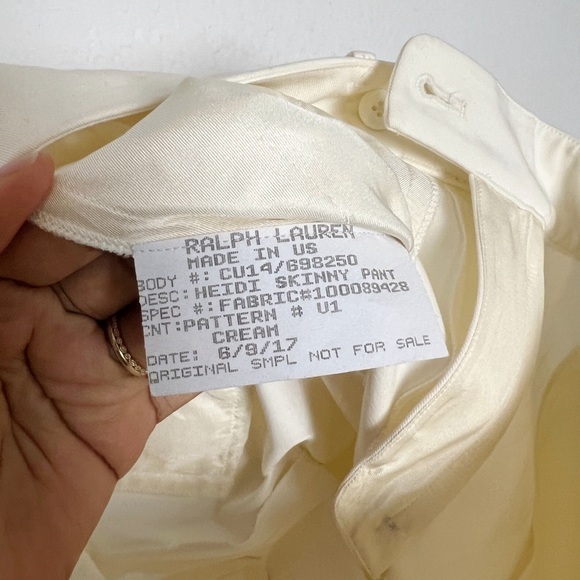 RALPH LAUREN
MADE IN US
BODY #: CU14/698250
DESC: HEIDI SKINNY PANT
SPEC #: FABRIC#100089428
CNT: PATTERN # U1
CREAM
DATE: 6/9/17
ORIGINAL SMPL NOT FOR SALE